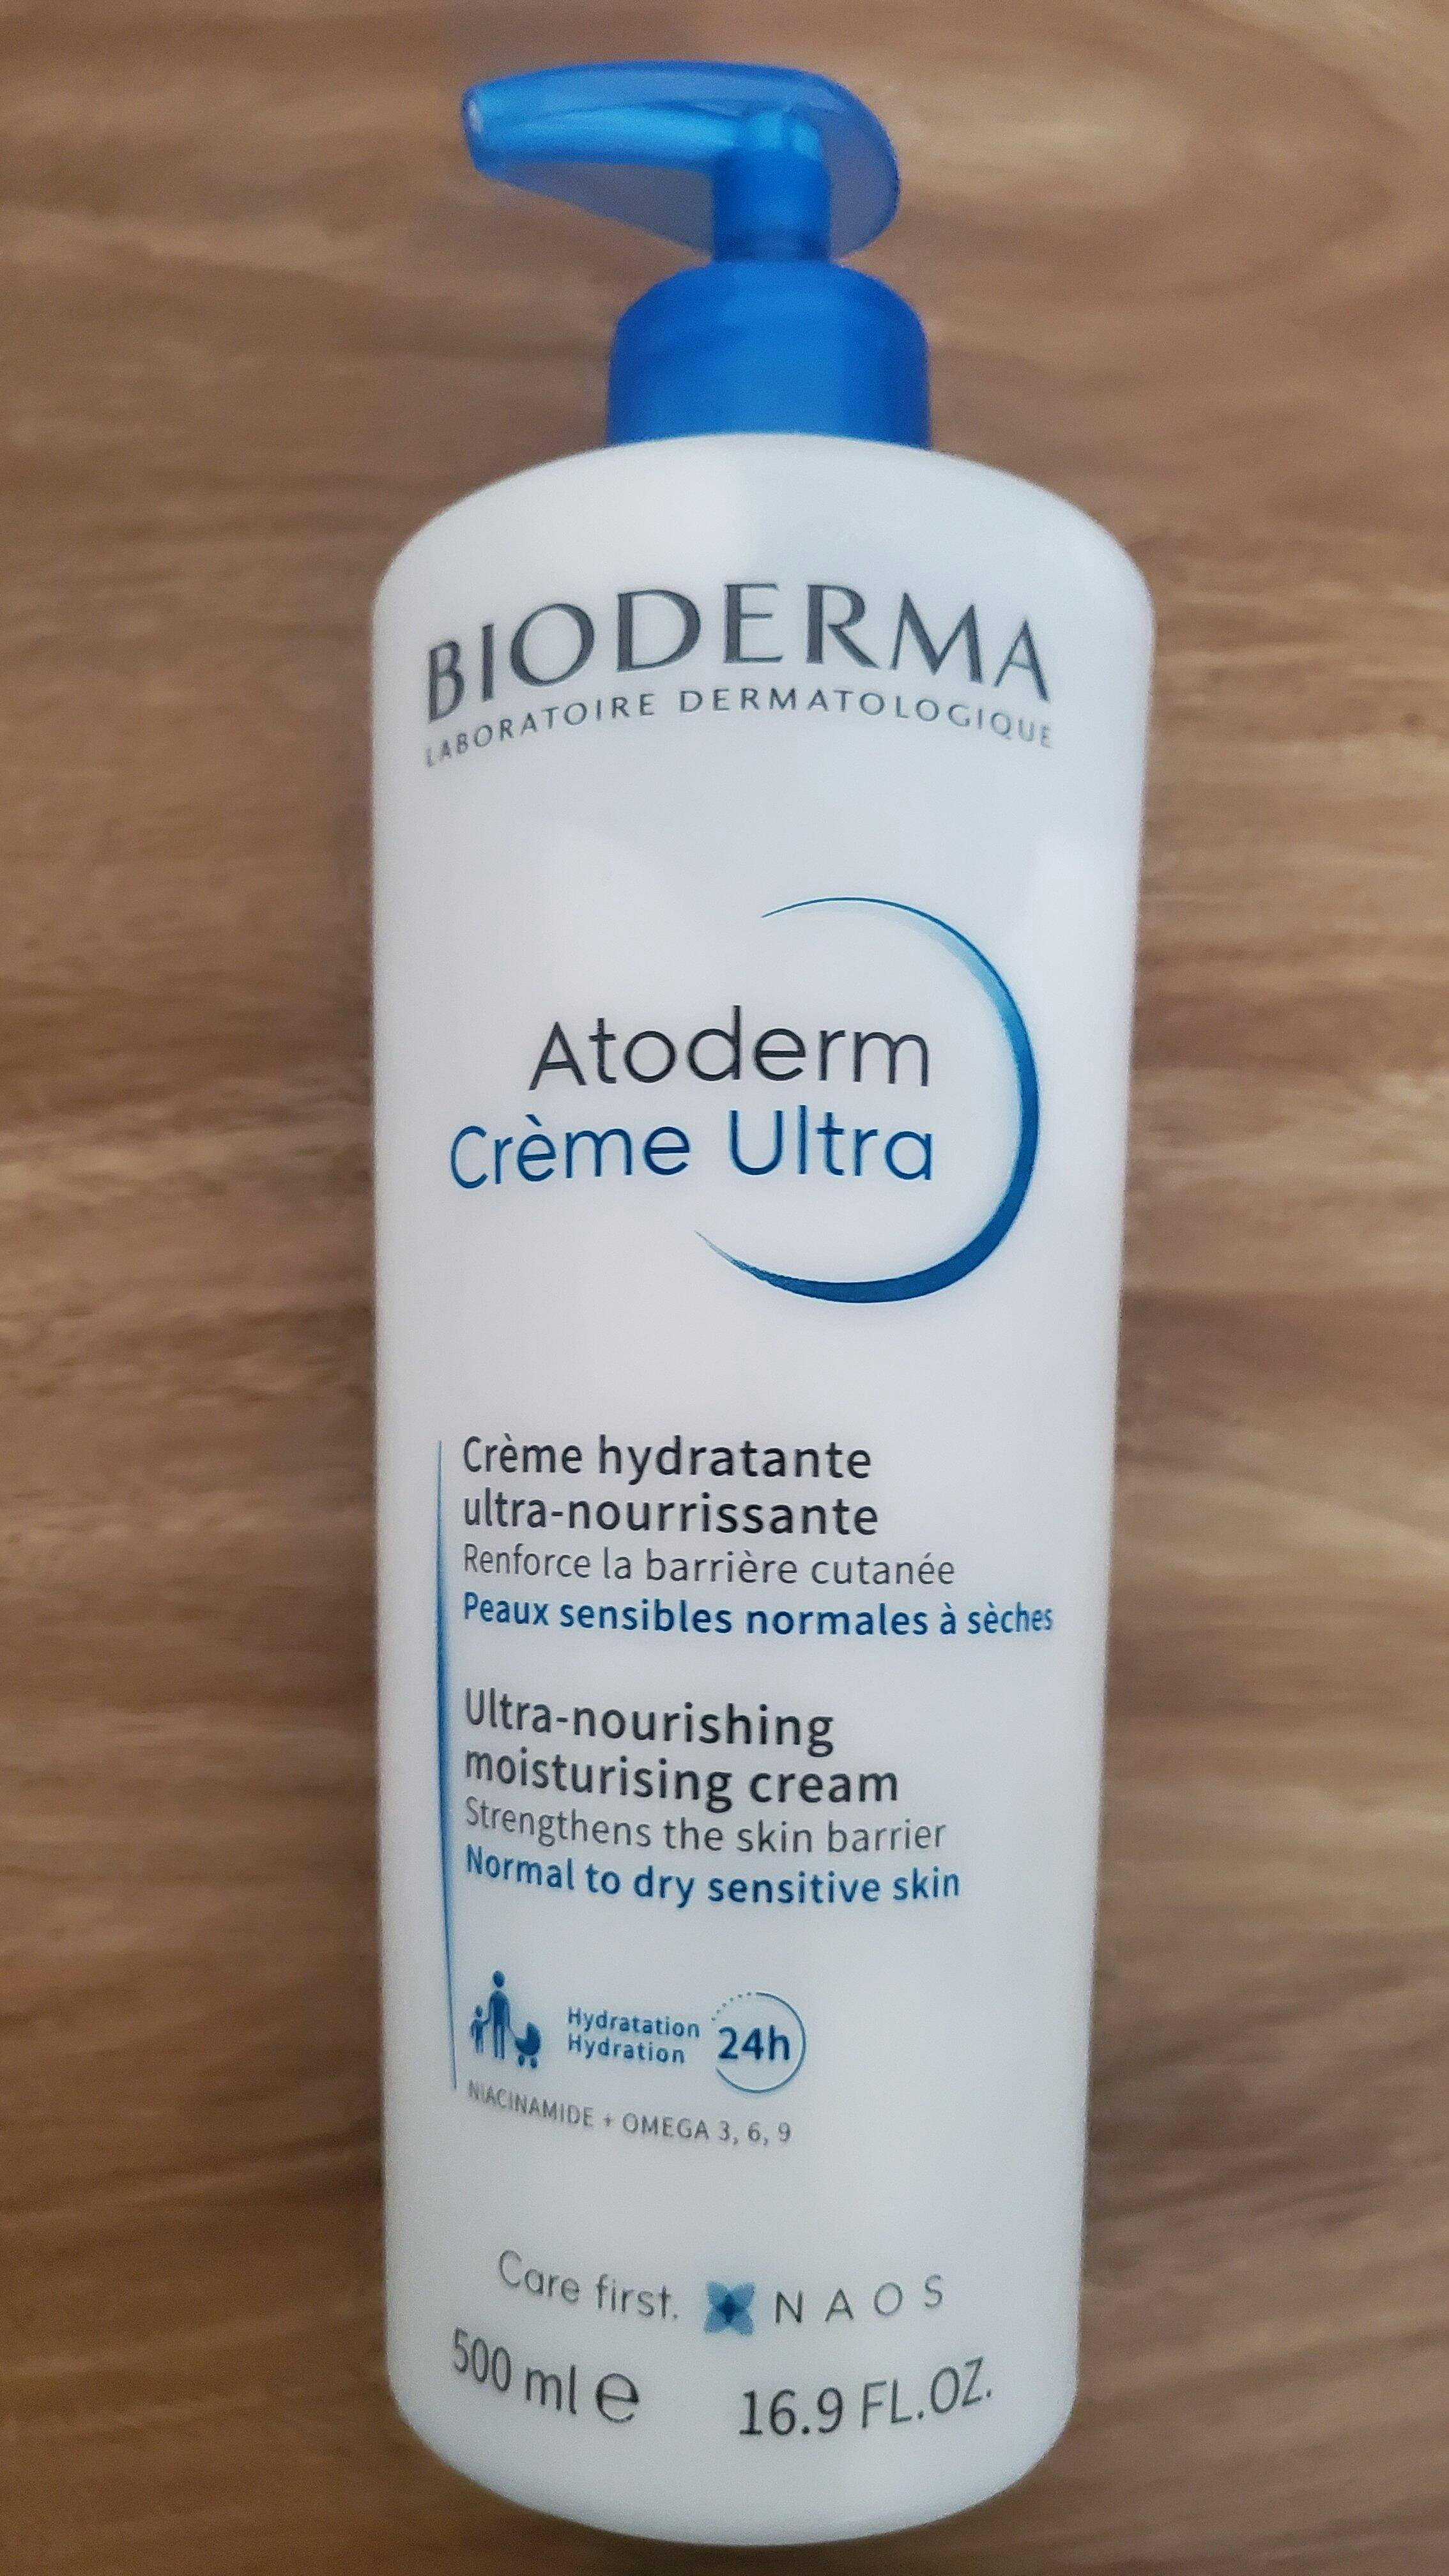 BIODERMA
LABORATOIRE DERMATOLOGIQUE
Atoderm
Crème Ultra
Crème hydratante
ultra-nourrissante
Renforce la barrière cutanée
Peaux sensibles normales à sèches
Ultra-nourishing
moisturising cream
Strengthens the skin barrier
Normal to dry sensitive skin
Hydratation
Hydration
24h
NIACINAMIDE + OMEGA 3, 6, 9
Care first. NAOS
500 ml ℮ 16.9 FL.OZ.